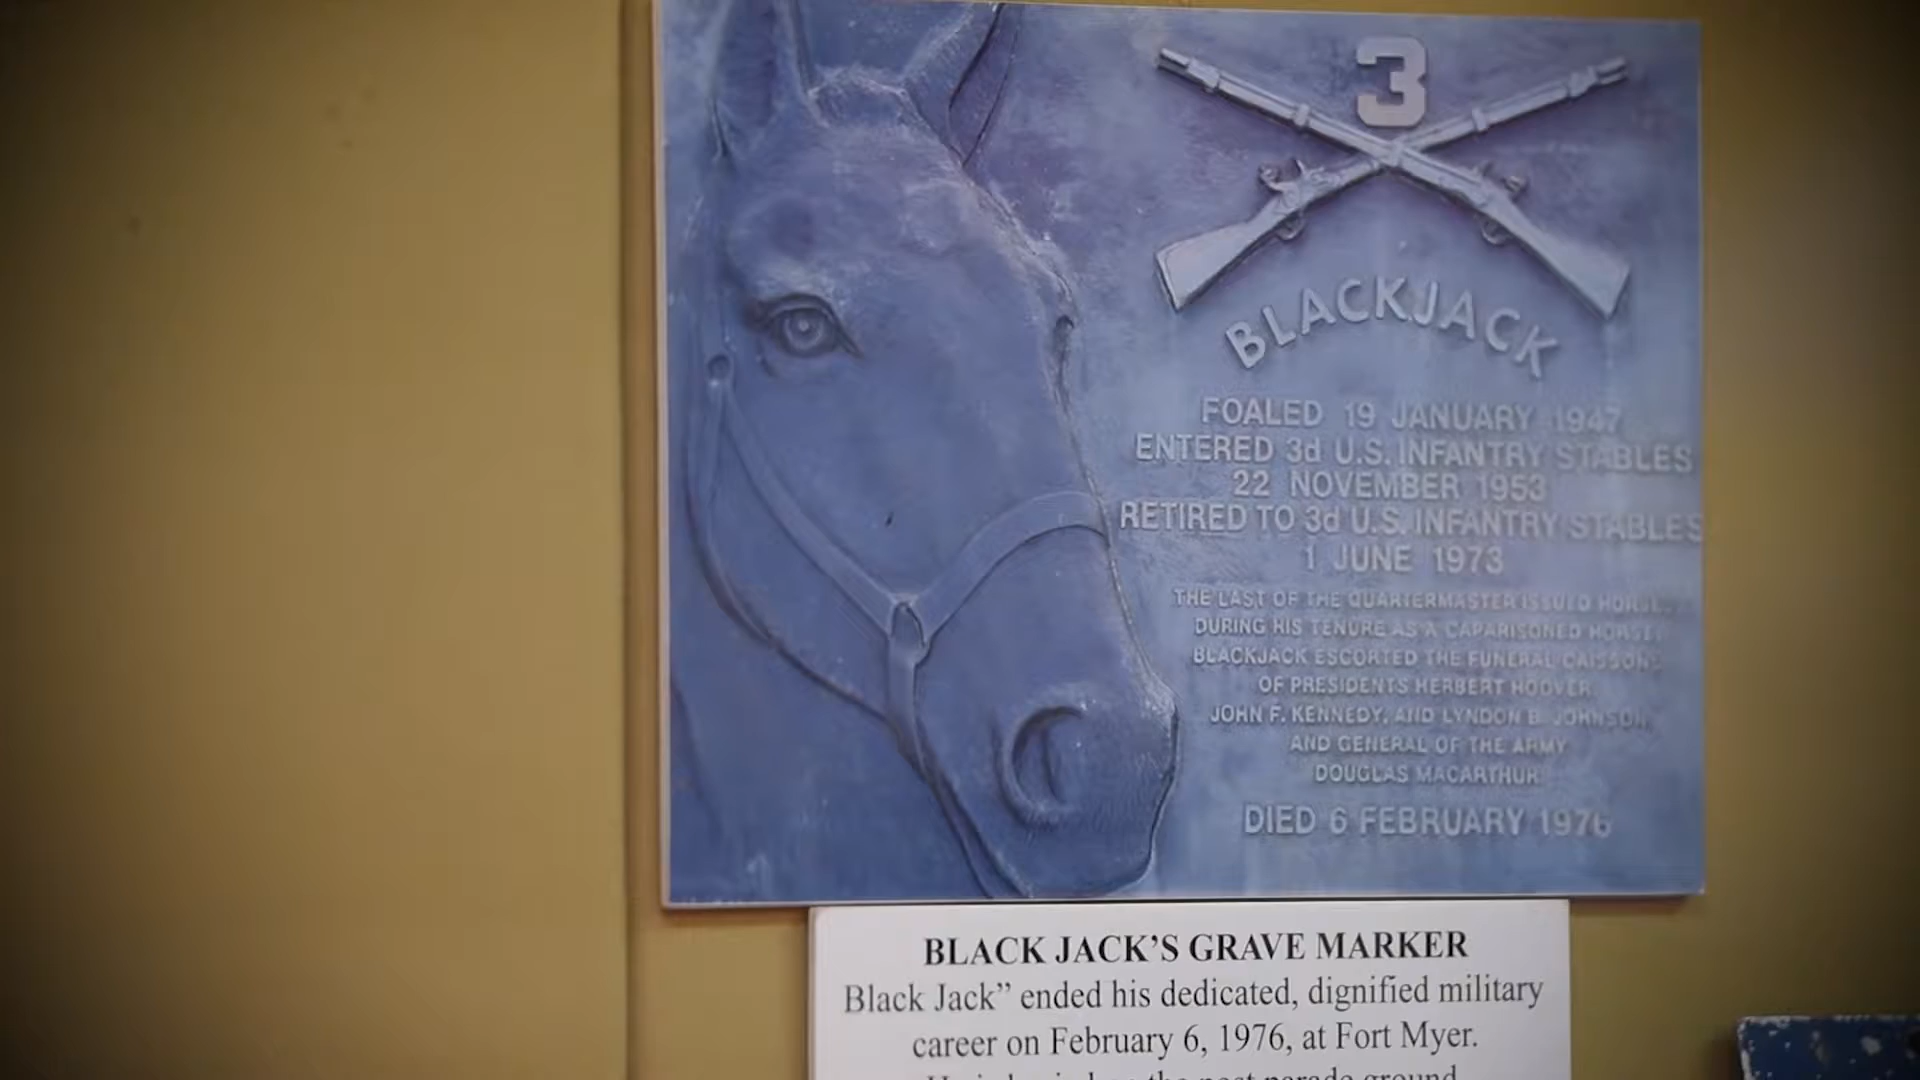 3
BLACKJACK
FOALED 19 JANUARY 1947
ENTERED 3d U.S. INFANTRY STABLES
22 NOVEMBER 1953
RETIRED TO 3d U.S. INFANTRY STABLES
1 JUNE 1973
THE LAST OF THE QUARTERMASTER ISSUED
DURING HIS TENURE AS A CAPARISONED HORSE,
BLACKJACK ESCORTED THE FUNERAL CAISSONS
OF PRESIDENTS HERBERT HOOVER,
JOHN F. KENNEDY, AND LYNDON B. JOHNSON,
AND GENERAL OF THE ARMY
DOUGLAS MACARTHUR
DIED 6 FEBRUARY 1976
BLACK JACK'S GRAVE MARKER
Black Jack” ended his dedicated, dignified military
career on February 6, 1976, at Fort Myer.
the post parade ground